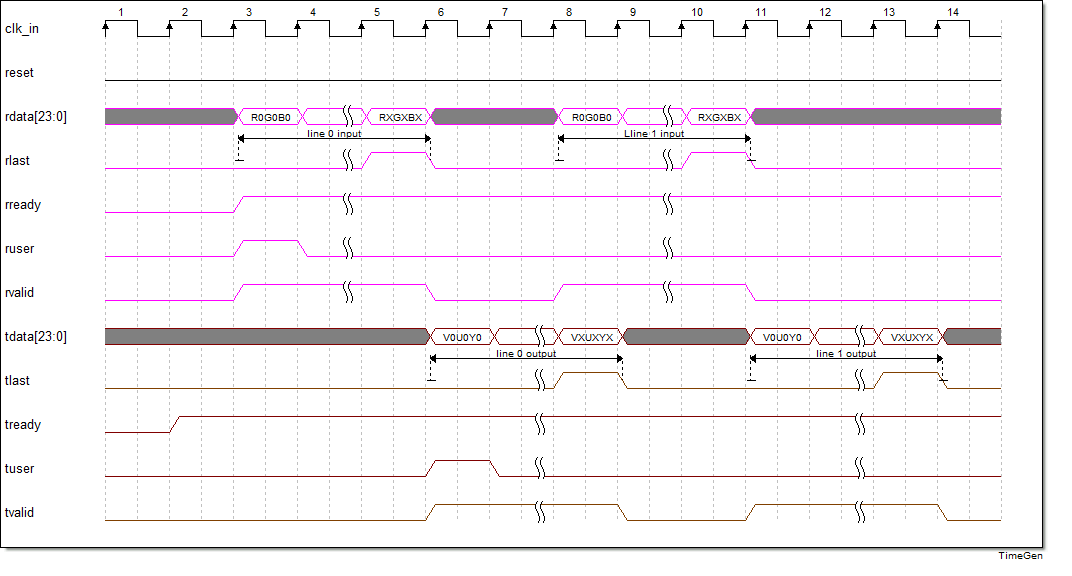 1 2 3 4 5 6 7 8 9 10 11 12 13 14
clk_in
reset
rdata[23:0] R0G0B0 RXGXBX R0G0B0 RXGXBX
line 0 input Lline 1 input
rlast
rready
ruser
rvalid
tdata[23:0] V0U0Y0 VXUXYX V0U0Y0 VXUXYX
line 0 output line 1 output
tlast
tready
tuser
tvalid
TimeGen